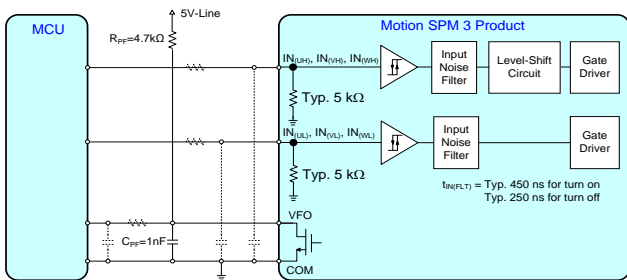 MCU
5V-Line
R_PF=4.7kΩ
Motion SPM 3 Product
IN(UH), IN(VH), IN(WH)
Typ. 5 kΩ
Input
Noise
Filter
Level-Shift
Circuit
Gate
Driver
IN(UL), IN(VL), IN(WL)
Typ. 5 kΩ
Input
Noise
Filter
Gate
Driver
tIN(FLT) = Typ. 450 ns for turn on
Typ. 250 ns for turn off
VFO
C_PF=1nF
COM